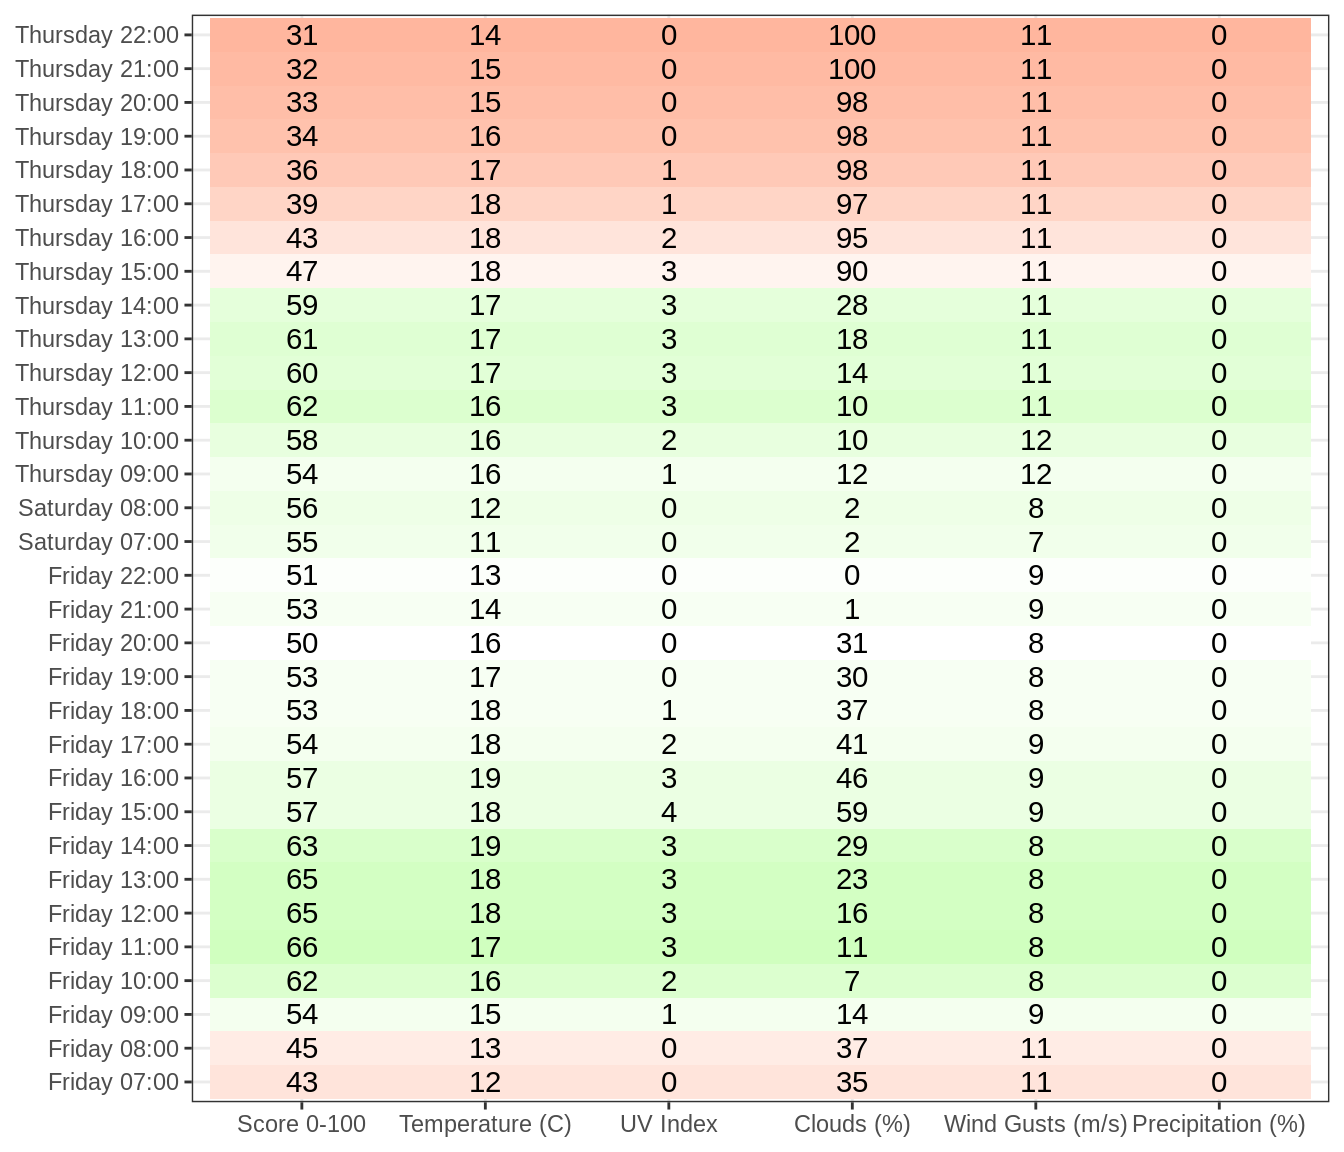 Thursday 22:00 31 14 0 100 11 0
Thursday 21:00 32 15 0 100 11 0
Thursday 20:00 33 15 0 98 11 0
Thursday 19:00 34 16 0 98 11 0
Thursday 18:00 36 17 1 98 11 0
Thursday 17:00 39 18 1 97 11 0
Thursday 16:00 43 18 2 95 11 0
Thursday 15:00 47 18 3 90 11 0
Thursday 14:00 59 17 3 28 11 0
Thursday 13:00 61 17 3 18 11 0
Thursday 12:00 60 17 3 14 11 0
Thursday 11:00 62 16 3 10 11 0
Thursday 10:00 58 16 2 10 12 0
Thursday 09:00 54 16 1 12 12 0
Saturday 08:00 56 12 0 2 8 0
Saturday 07:00 55 11 0 2 7 0
Friday 22:00 51 13 0 0 9 0
Friday 21:00 53 14 0 1 9 0
Friday 20:00 50 16 0 31 8 0
Friday 19:00 53 17 0 30 8 0
Friday 18:00 53 18 1 37 8 0
Friday 17:00 54 18 2 41 9 0
Friday 16:00 57 19 3 46 9 0
Friday 15:00 57 18 4 59 9 0
Friday 14:00 63 19 3 29 8 0
Friday 13:00 65 18 3 23 8 0
Friday 12:00 65 18 3 16 8 0
Friday 11:00 66 17 3 11 8 0
Friday 10:00 62 16 2 7 8 0
Friday 09:00 54 15 1 14 9 0
Friday 08:00 45 13 0 37 11 0
Friday 07:00 43 12 0 35 11 0
Score 0-100 Temperature (C) UV Index Clouds (%) Wind Gusts (m/s) Precipitation (%)